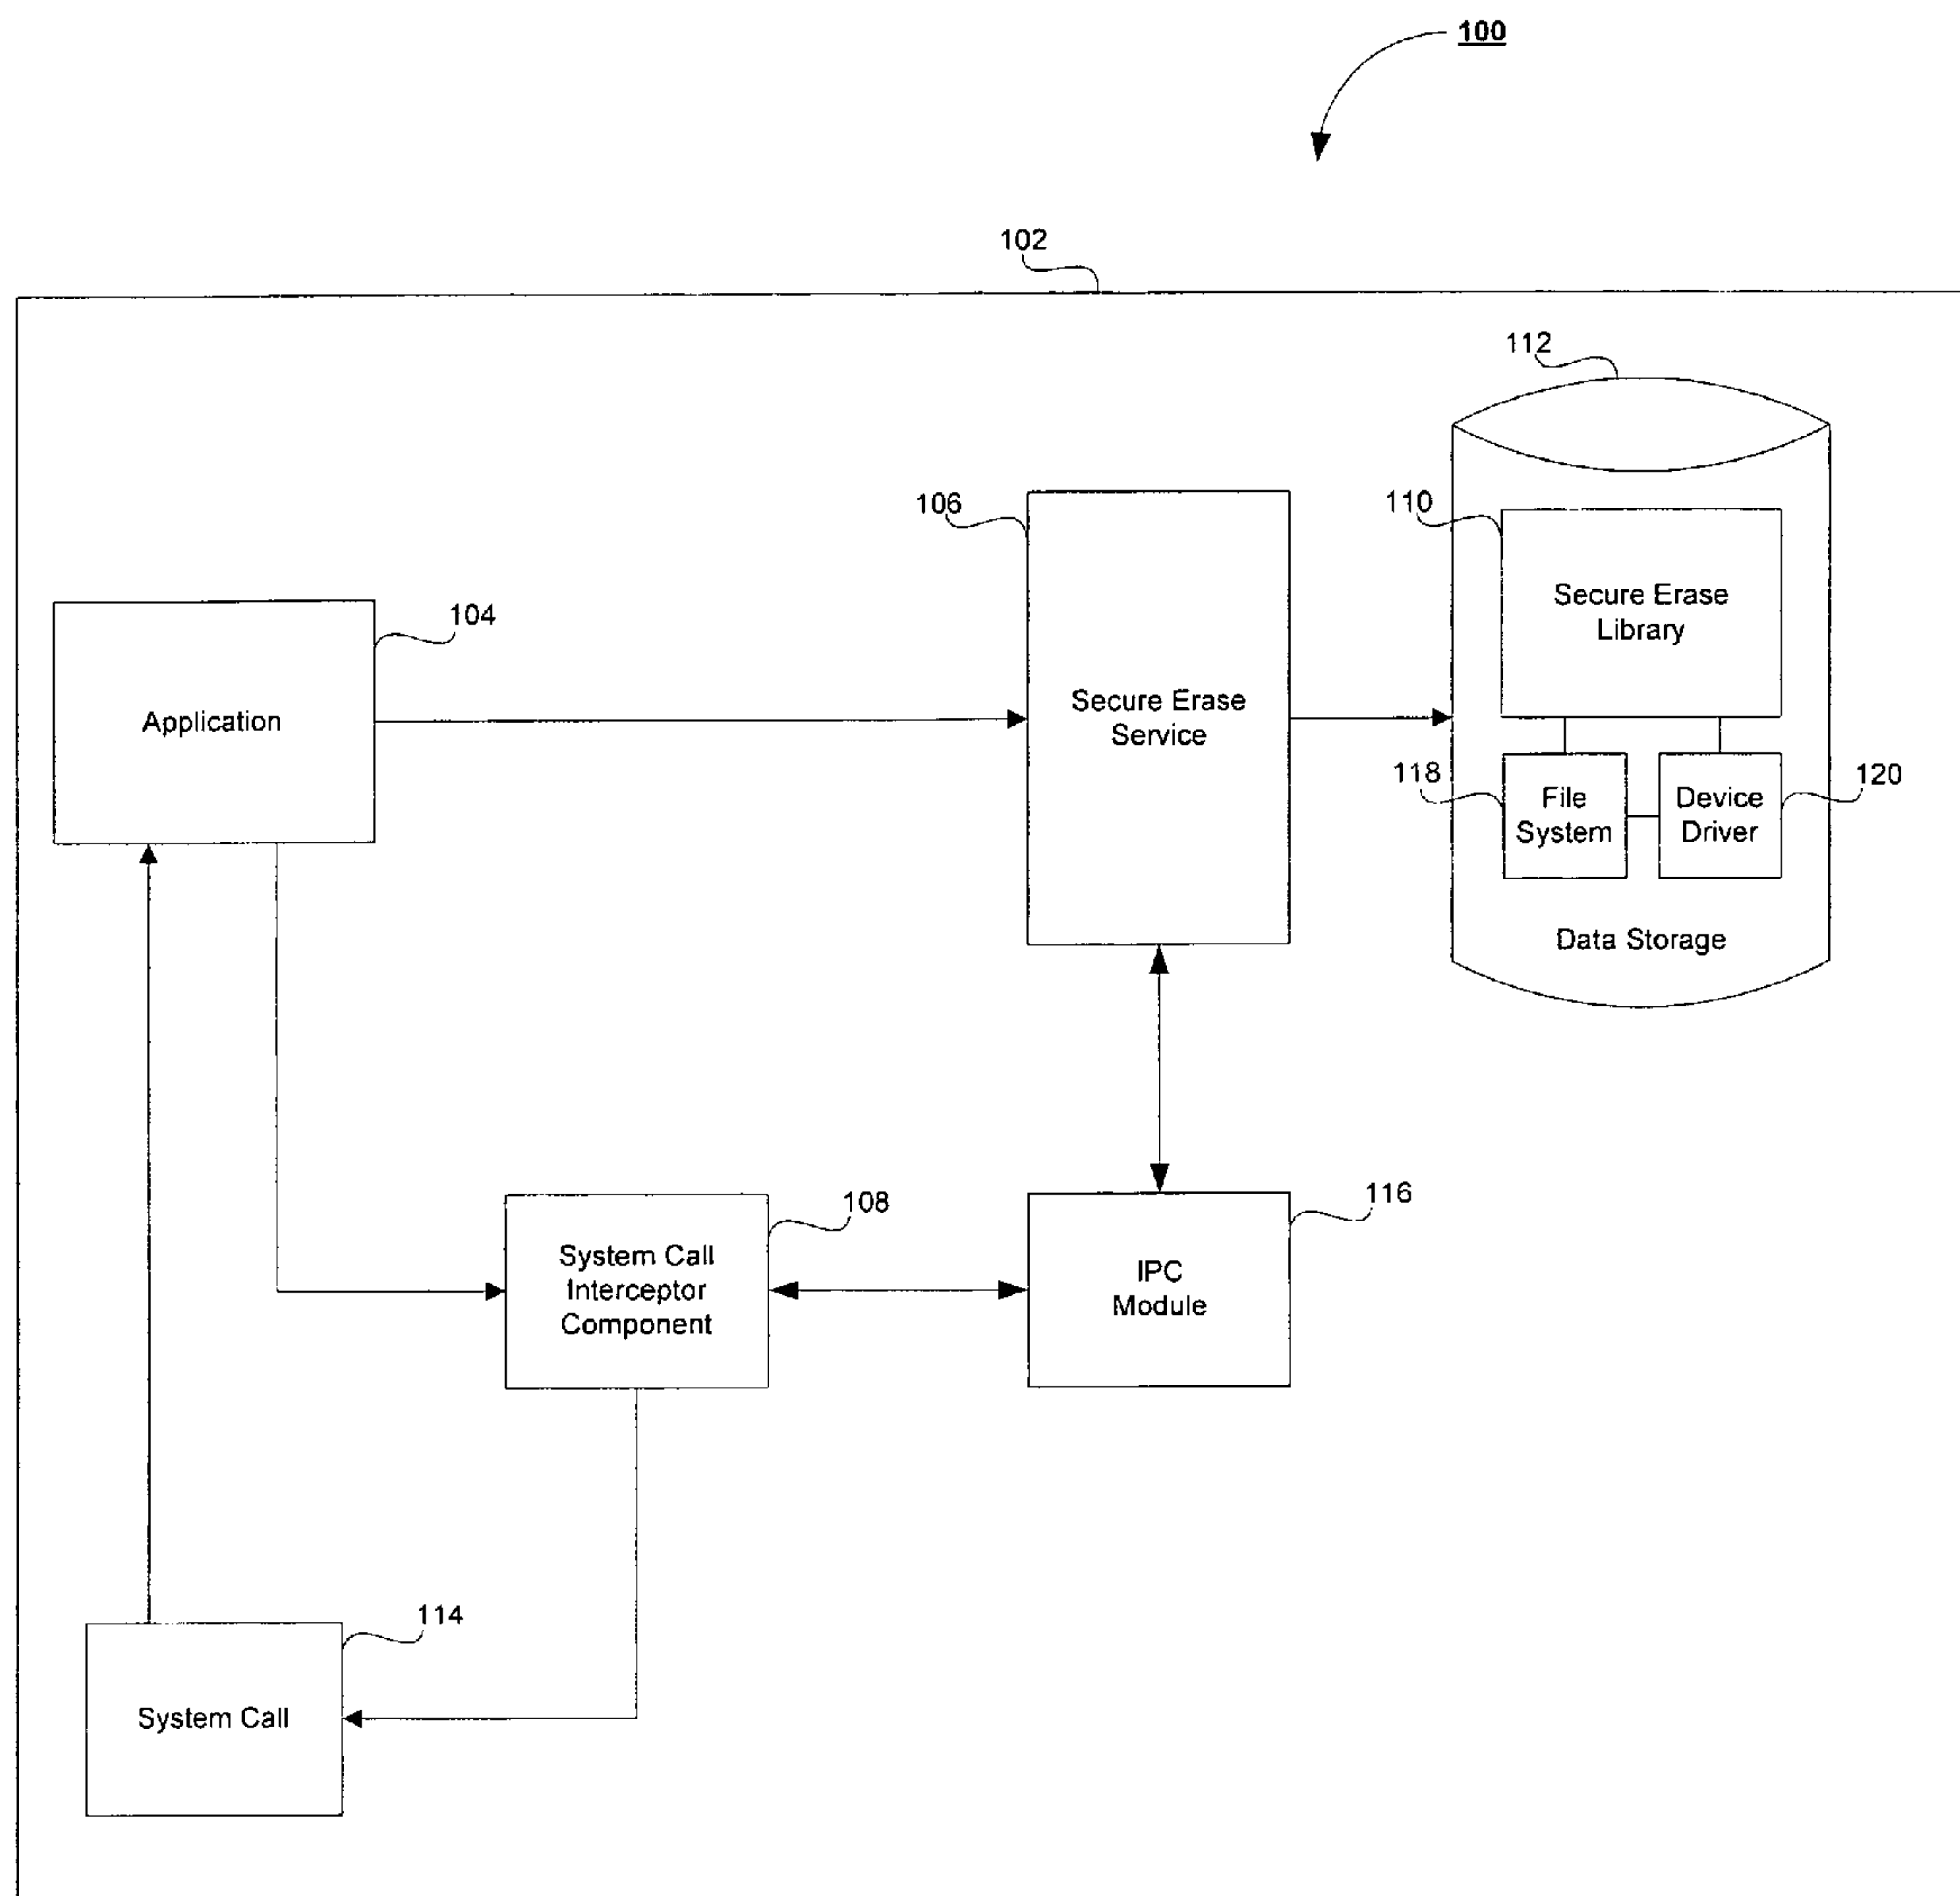 100
102
112
106
110
Secure Erase
Library
104
Secure Erase
Service
Application
118
120
File
System
Device
Driver
Data Storage
108
116
System Call
Interceptor
Component
IPC
Module
114
System Call